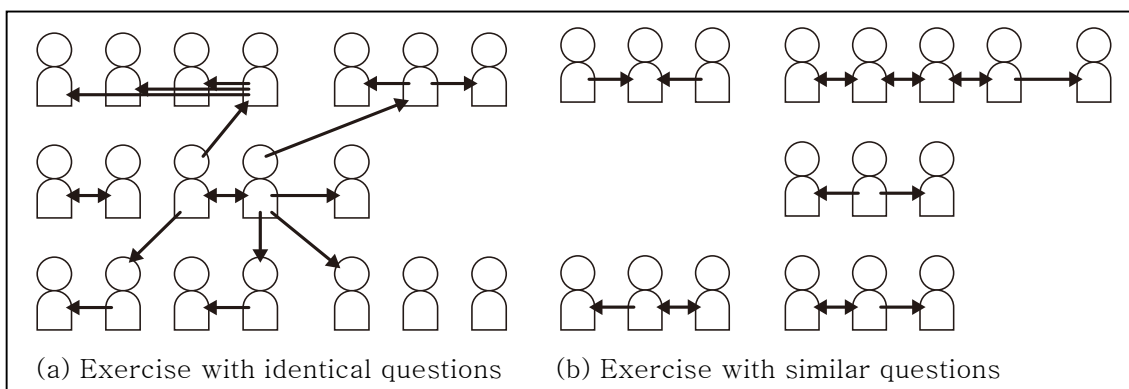 (a) Exercise with identical questions
(b) Exercise with similar questions